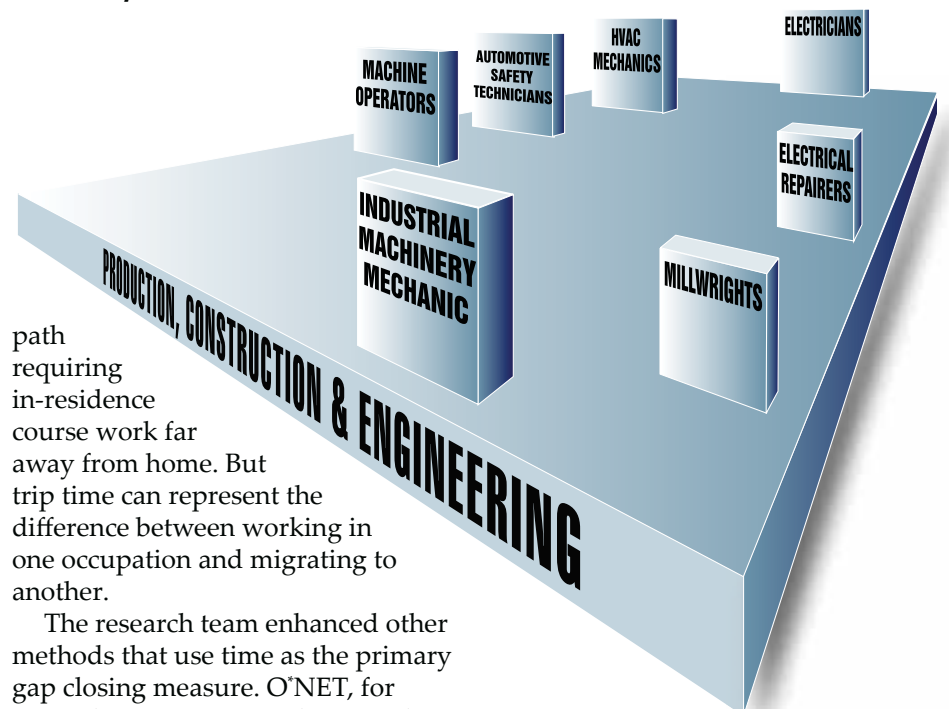 ELECTRICIANS
HVAC
MECHANICS
AUTOMOTIVE
SAFETY
TECHNICIANS
MACHINE
OPERATORS
ELECTRICAL
REPAIRERS
INDUSTRIAL
MACHINERY
MECHANIC
MILLWRIGHTS
PRODUCTION, CONSTRUCTION & ENGINEERING
path
requiring
in-residence
course work far
away from home. But
trip time can represent the
difference between working in
one occupation and migrating to
another.
The research team enhanced other
methods that use time as the primary
gap closing measure. O*NET, for